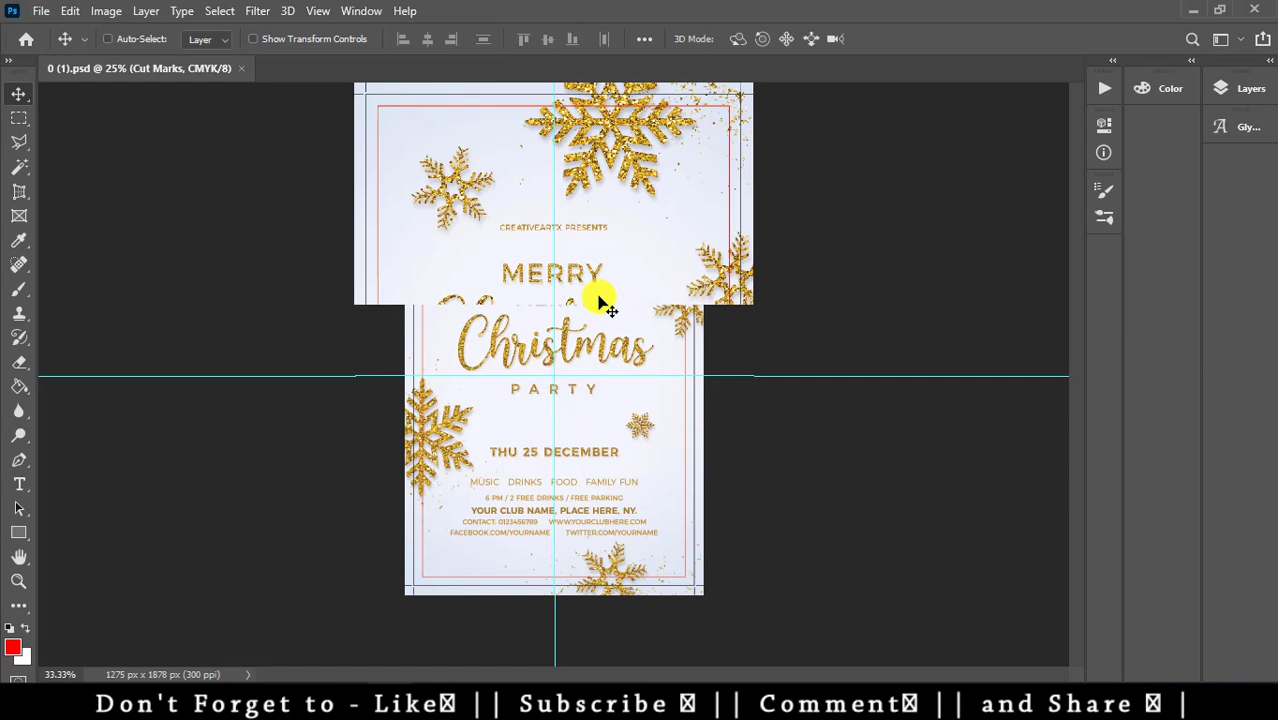 Ps File Edit Image Layer Type Select Filter 3D View Window Help
Auto-Select: Layer Show Transform Controls 3D Mode:
0 (1).psd @ 25% (Cut Marks, CMYK/8) ×
Color
Layers
Gly...
CREATIVEARTX PRESENTS
MERRY
Christmas
PARTY
THU 25 DECEMBER
MUSIC DRINKS FOOD FAMILY FUN
6 PM / 2 FREE DRINKS / FREE PARKING
YOUR CLUB NAME, PLACE HERE, NY.
CONTACT: 0123456789 WWW.YOURCLUBHERE.COM
FACEBOOK.COM/YOURNAME TWITTER.COM/YOURNAME
33.33% 1275 px x 1878 px (300 ppi)
Don't Forget to - Like || Subscribe || Comment || and Share |